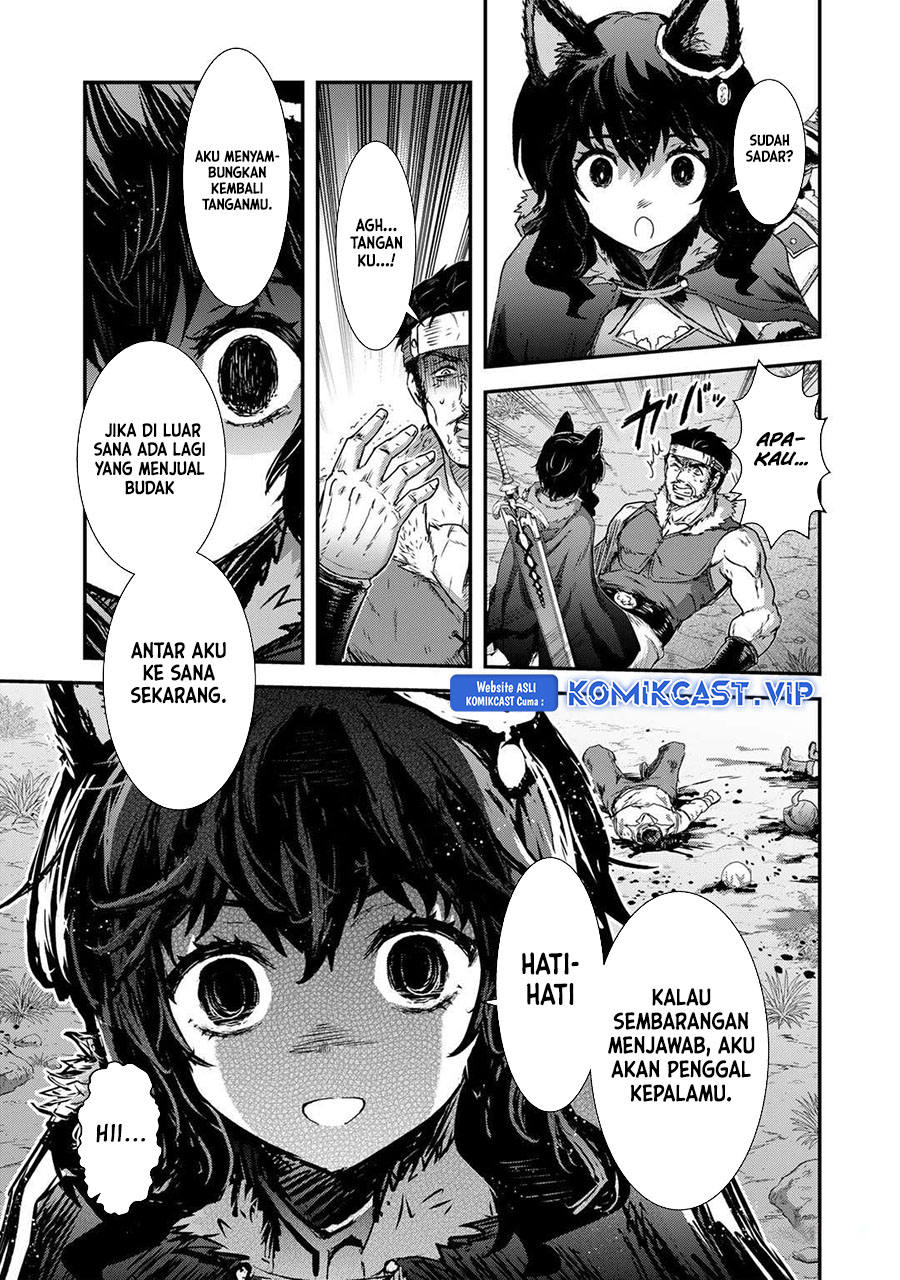 SUDAH
SADAR?
APA-
KAU...
ガバッ
AGH...
TANGAN
KU...!
AKU MENYAM-
BUNGKAN
KEMBALI
TANGANMU.
JIKA DI LUAR
SANA ADA LAGI
YANG MENJUAL
BUDAK
ANTAR AKU
KE SANA
SEKARANG.
Website ASLI
KOMIKCAST Cuma :
KOMIKCAST.VIP
HATI-
HATI
KALAU
SEMBARANGAN
MENJAWAB, AKU
AKAN PENGGAL
KEPALAMU.
HII...